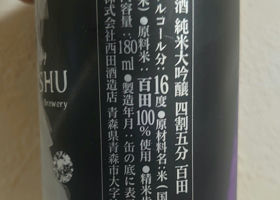 酒 純米大吟醸 四割五分 百田
ルコール分：16度●原材料名：米（国
米）●原料米：百田100%使用●精米歩
容量：180ml●製造年月：缶の底に表
株式会社西田酒造店 青森県青森市大字
SHU
brewery